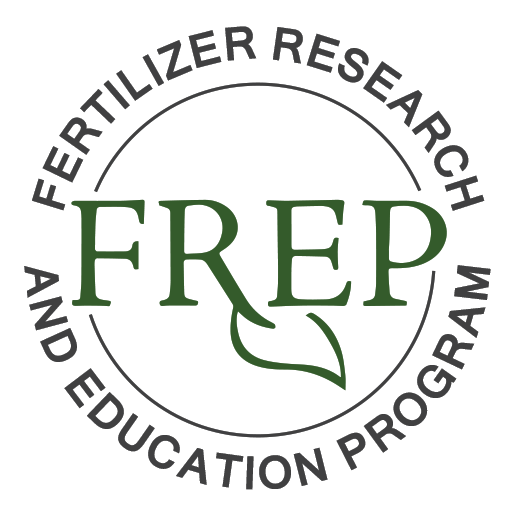 FERTILIZER RESEARCH
FREP
AND EDUCATION PROGRAM